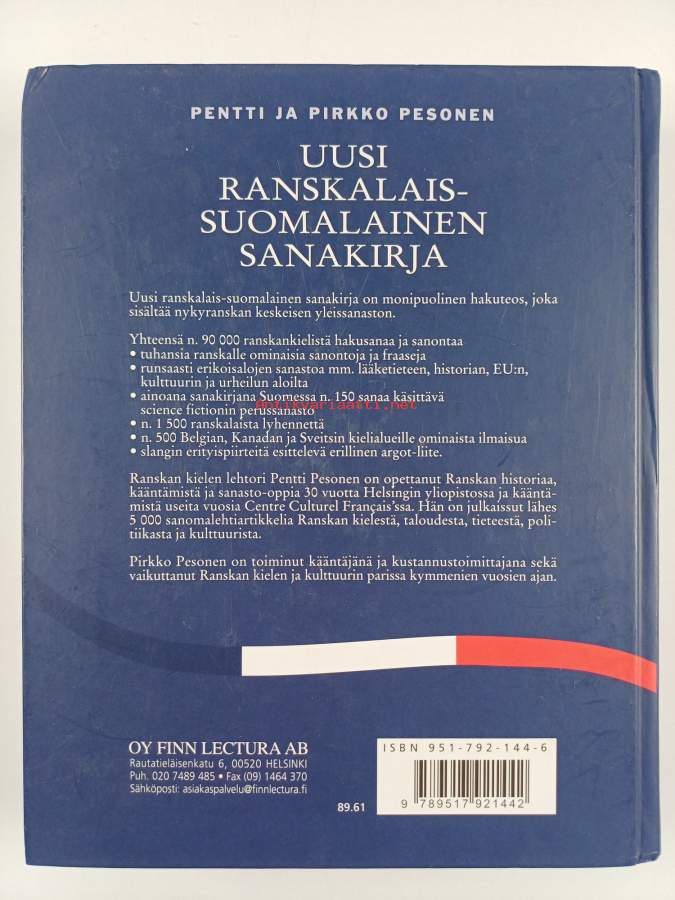 PENTTI JA PIRKKO PESONEN
UUSI
RANSKALAIS-
SUOMALAINEN
SANAKIRJA
Uusi ranskalais-suomalainen sanakirja on monipuolinen hakuteos, joka
sisältää nykyranskan keskeisen yleissanaston.
Yhteensä n. 90 000 ranskankielistä hakusanaa ja sanontaa
• tuhansia ranskalle ominaisia sanontoja ja fraaseja
• runsaasti erikoisalojen sanastoa mm. lääketieteen, historian, EU:n,
kulttuurin ja urheilun aloilta
• ainoana sanakirjana Suomessa n. 150 sanaa käsittävä
science fictionin perussanasto
antikvariaatti.net
• n. 1 500 ranskalaista lyhennettä
• n. 500 Belgian, Kanadan ja Sveitsin kielialueille ominaista ilmaisua
• slangin erityispiirteitä esittelevä erillinen argot-liite.
Ranskan kielen lehtori Pentti Pesonen on opettanut Ranskan historiaa,
kääntämistä ja sanasto-oppia 30 vuotta Helsingin yliopistossa ja kääntä-
mistä useita vuosia Centre Culturel Français'ssa. Hän on julkaissut lähes
5 000 sanomalehtiartikkelia Ranskan kielestä, taloudesta, tieteestä, poli-
tiikasta ja kulttuurista.
Pirkko Pesonen on toiminut kääntäjänä ja kustannustoimittajana sekä
vaikuttanut Ranskan kielen ja kulttuurin parissa kymmenien vuosien ajan.
OY FINN LECTURA AB
Rautatieläisenkatu 6, 00520 HELSINKI
Puh. 020 7489 485 • Fax (09) 1464 370
Sähköposti: asiakaspalvelu@finnlectura.fi
89.61
ISBN 951-792-144-6
9 789517 921442